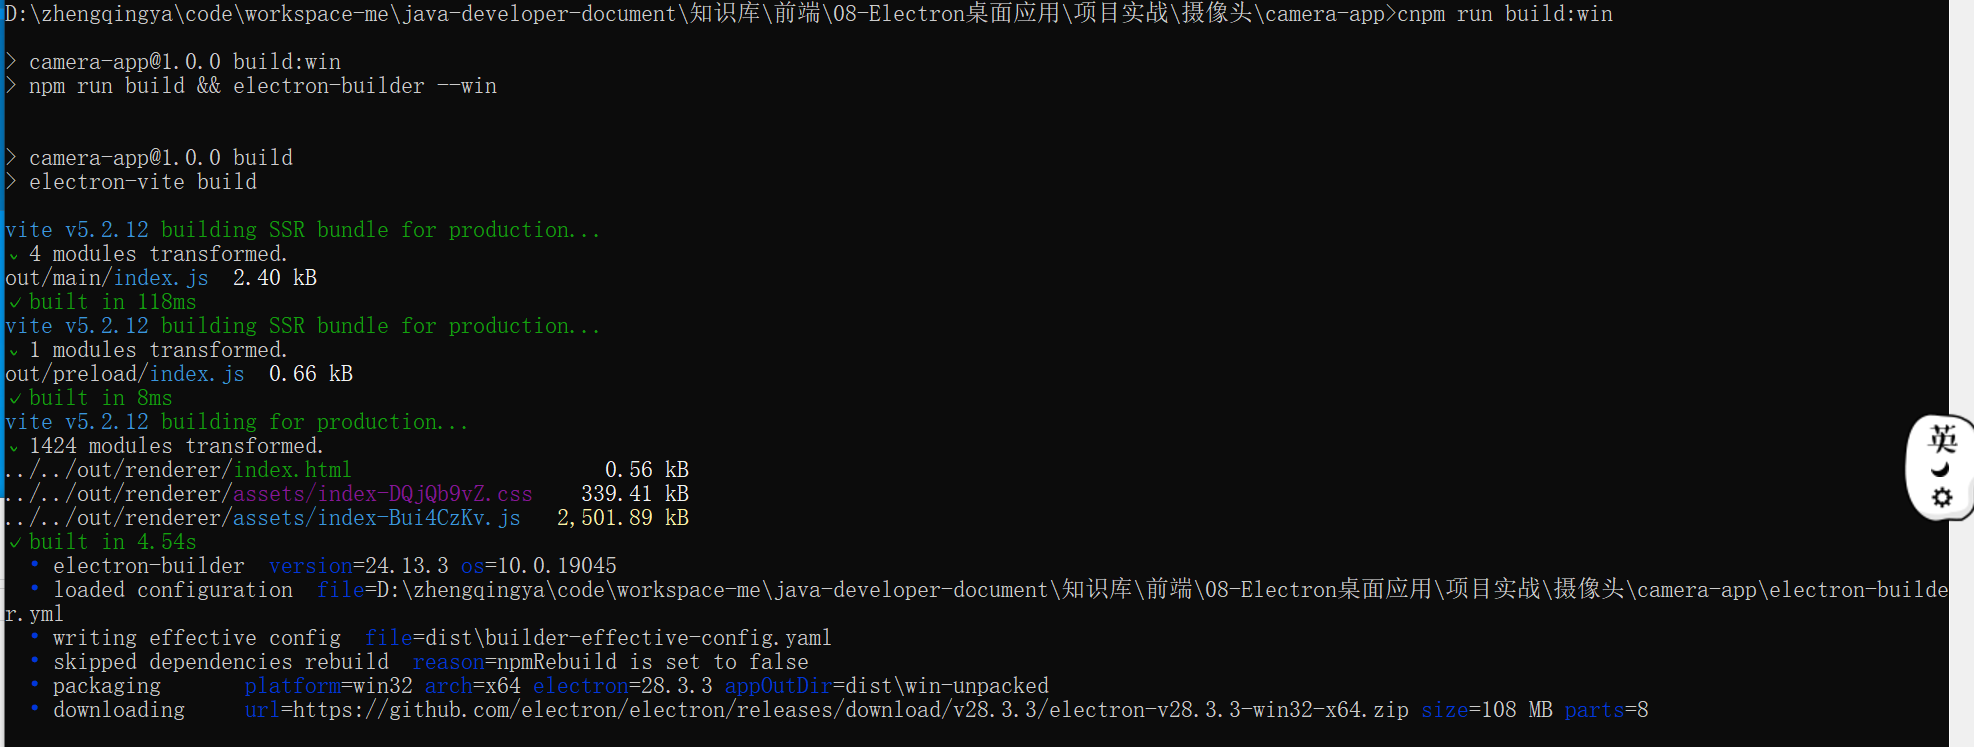 D:\zhengqingya\code\workspace-me\java-developer-document\知识库\前端\08-Electron桌面应用\项目实战\摄像头\camera-app>cnpm run build:win
> camera-app@1.0.0 build:win
> npm run build && electron-builder --win
> camera-app@1.0.0 build
> electron-vite build
vite v5.2.12 building SSR bundle for production...
✓ 4 modules transformed.
out/main/index.js  2.40 kB
✓ built in 118ms
vite v5.2.12 building SSR bundle for production...
✓ 1 modules transformed.
out/preload/index.js  0.66 kB
✓ built in 8ms
vite v5.2.12 building for production...
✓ 1424 modules transformed.
../../out/renderer/index.html                     0.56 kB
../../out/renderer/assets/index-DQjQb9vZ.css    339.41 kB
../../out/renderer/assets/index-Bui4CzKv.js   2,501.89 kB
✓ built in 4.54s
  • electron-builder  version=24.13.3 os=10.0.19045
  • loaded configuration  file=D:\zhengqingya\code\workspace-me\java-developer-document\知识库\前端\08-Electron桌面应用\项目实战\摄像头\camera-app\electron-builde
r.yml
  • writing effective config  file=dist\builder-effective-config.yaml
  • skipped dependencies rebuild  reason=npmRebuild is set to false
  • packaging       platform=win32 arch=x64 electron=28.3.3 appOutDir=dist\win-unpacked
  • downloading     url=https://github.com/electron/electron/releases/download/v28.3.3/electron-v28.3.3-win32-x64.zip size=108 MB parts=8
英